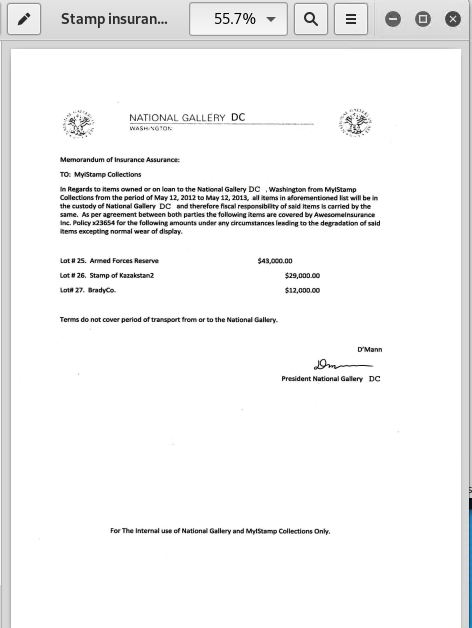 Stamp insuran...
55.7%
NATIONAL GALLERY DC
WASHINGTON
Memorandum of Insurance Assurance:
TO: MyIStamp Collections
In Regards to items owned or on loan to the National Gallery DC , Washington from MyIStamp
Collections from the period of May 12, 2012 to May 12, 2013, all items in aforementioned list will be in
the custody of National Gallery DC and therefore fiscal responsibility of said items is carried by the
same. As per agreement between both parties the following items are covered by AwesomeInsurance
Inc. Policy x23654 for the following amounts under any circumstances leading to the degradation of said
items excepting normal wear of display.
Lot # 25. Armed Forces Reserve $43,000.00
Lot # 26. Stamp of Kazakstan2 $29,000.00
Lot# 27. BradyCo. $12,000.00
Terms do not cover period of transport from or to the National Gallery.
D'Mann
Dm
President National Gallery DC
For The Internal use of National Gallery and MyIStamp Collections Only.